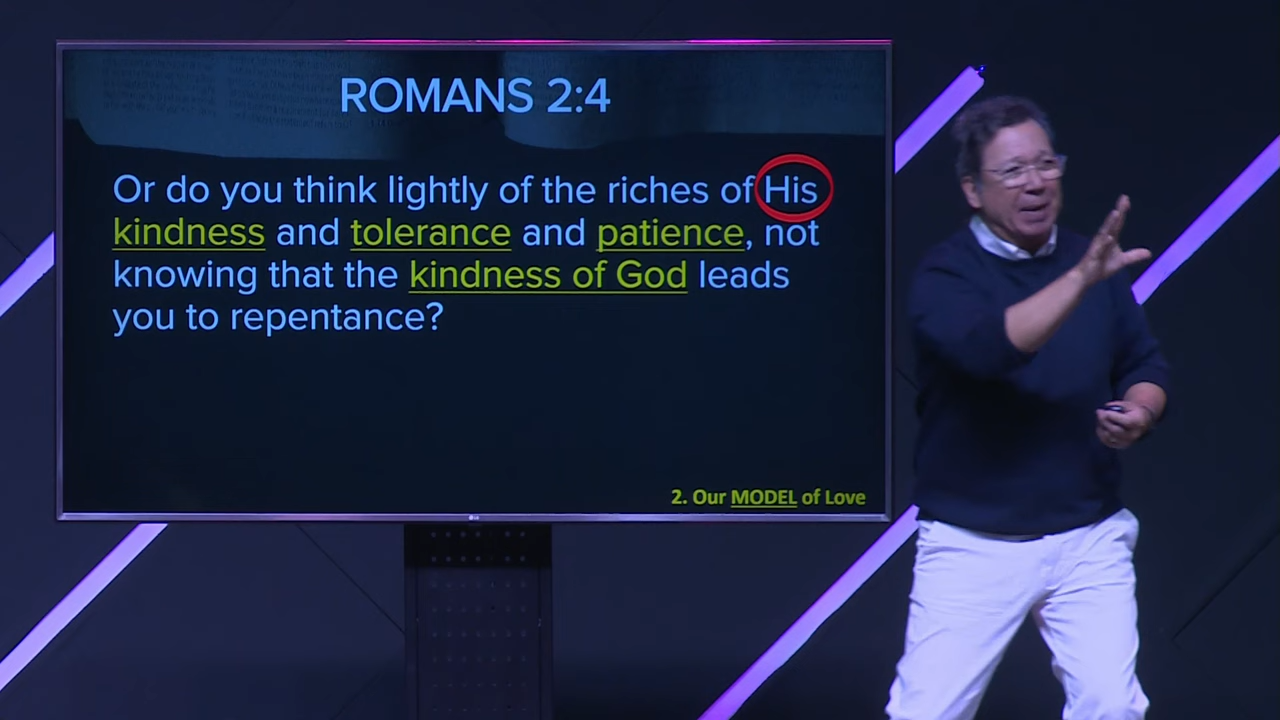 ROMANS 2:4
Or do you think lightly of the riches of His
kindness and tolerance and patience, not
knowing that the kindness of God leads
you to repentance?
2. Our MODEL of Love
LG